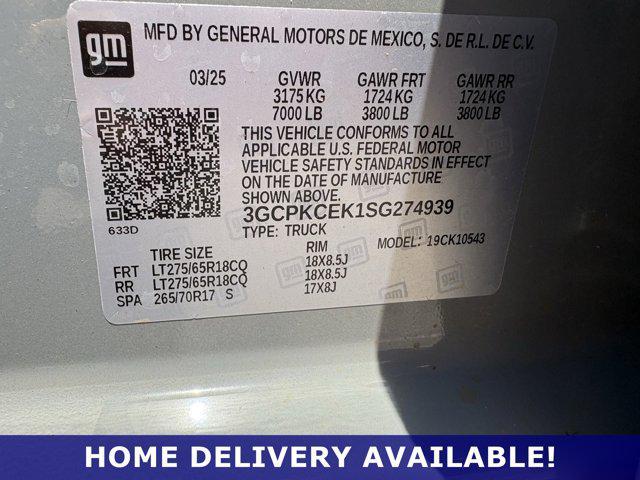 gm
MFD BY GENERAL MOTORS DE MEXICO, S. DE R.L. DE C.V.
03/25 GVWR GAWR FRT GAWR RR
3175 KG 1724 KG 1724 KG
7000 LB 3800 LB 3800 LB
THIS VEHICLE CONFORMS TO ALL
APPLICABLE U.S. FEDERAL MOTOR
VEHICLE SAFETY STANDARDS IN EFFECT
ON THE DATE OF MANUFACTURE
SHOWN ABOVE.
3GCPKCEK1SG274939
633D
TYPE: TRUCK MODEL: 19CK10543
TIRE SIZE RIM
FRT LT275/65R18CQ 18X8.5J
RR LT275/65R18CQ 18X8.5J
SPA 265/70R17 S 17X8J
HOME DELIVERY AVAILABLE!